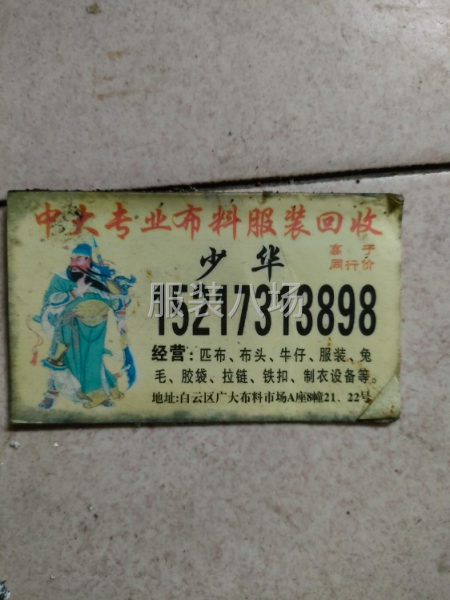 中大专业布料服装回收
少华
高于
同行价
服装八场
15217313898
经营：匹布、布头、牛仔、服装、兔
毛、胶袋、拉链、铁扣、制衣设备等。
地址:白云区广大布料市场A座8幢21、22号